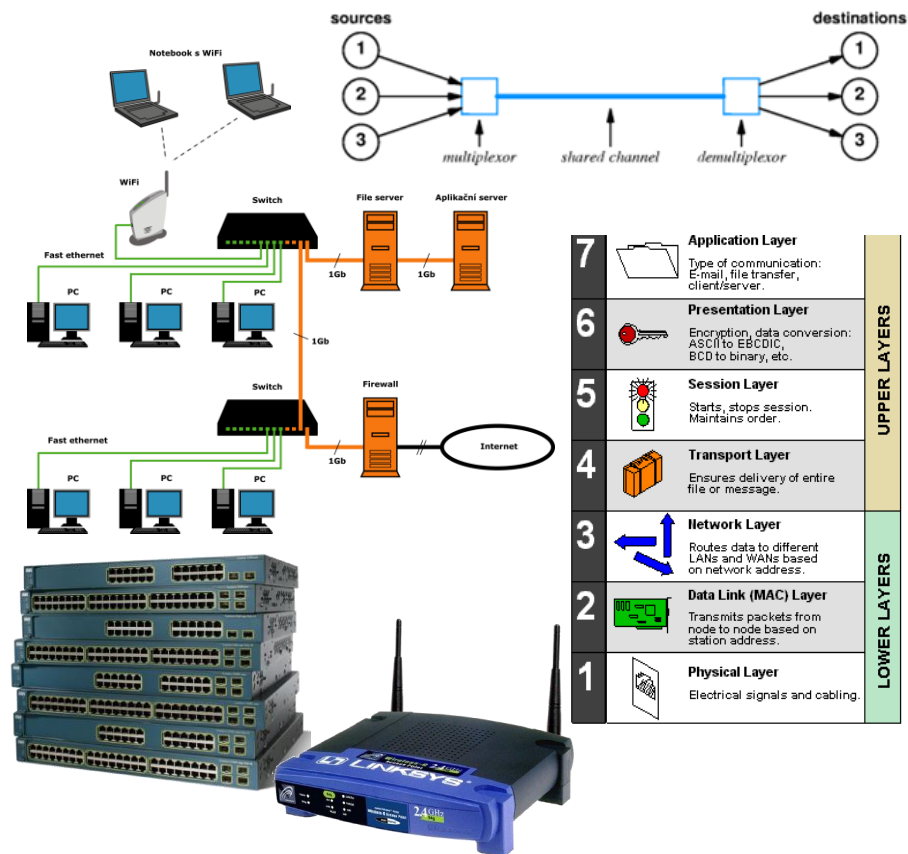 sources
destinations
1
2
3
1
2
3
multiplexor
shared channel
demultiplexor
Notebook s WiFi
WiFi
Switch
File server
Aplikační server
Fast ethernet
1Gb
1Gb
PC
PC
PC
1Gb
Switch
Firewall
Fast ethernet
1Gb
Internet
PC
PC
PC
7
Application Layer
Type of communication:
E-mail, file transfer,
client/server.
6
Presentation Layer
Encryption, data conversion:
ASCII to EBCDIC,
BCD to binary, etc.
5
Session Layer
Starts, stops session.
Maintains order.
4
Transport Layer
Ensures delivery of entire
file or message.
3
Network Layer
Routes data to different
LANs and WANs based
on network address.
2
Data Link (MAC) Layer
Transmits packets from
node to node based on
station address.
1
Physical Layer
Electrical signals and cabling.
UPPER LAYERS
LOWER LAYERS
Wireless-G 2.4GHz
Access Point
LINKSYS
2.4 GHz